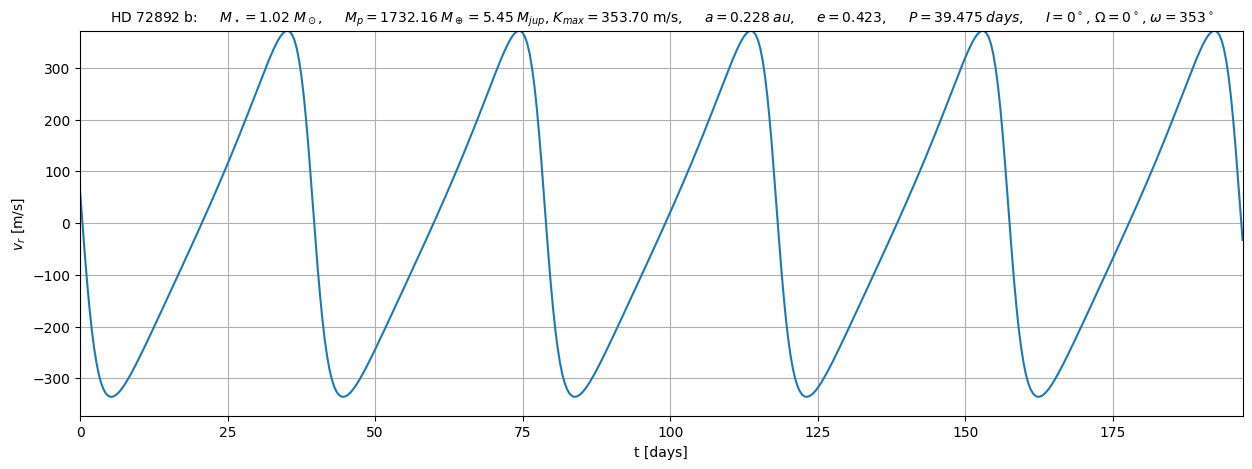 HD 72892 b: M⋆ = 1.02 M⊙, Mp = 1732.16 M⊕ = 5.45 Mjup, Kmax = 353.70 m/s, a = 0.228 au, e = 0.423, P = 39.475 days, I = 0°, Ω = 0°, ω = 353°
300
200
100
0
−100
−200
−300
vr [m/s]
0 25 50 75 100 125 150 175
t [days]